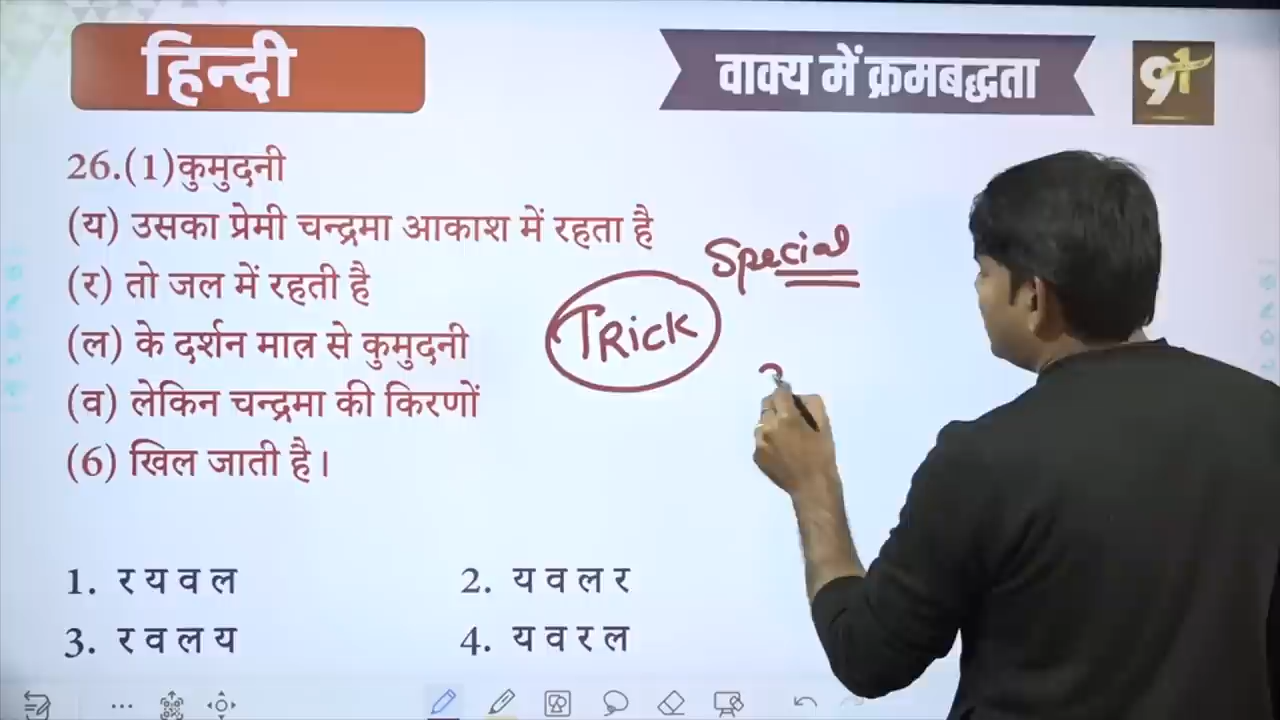 हिन्दी
वाक्य में क्रमबद्धता
91
26.(1)कुमुदनी
(य) उसका प्रेमी चन्द्रमा आकाश में रहता है
(र) तो जल में रहती है
(ल) के दर्शन मात्र से कुमुदनी
(व) लेकिन चन्द्रमा की किरणों
(6) खिल जाती है।
Special
TRicK
1. र य व ल
2. य व ल र
3. र व ल य
4. य व र ल